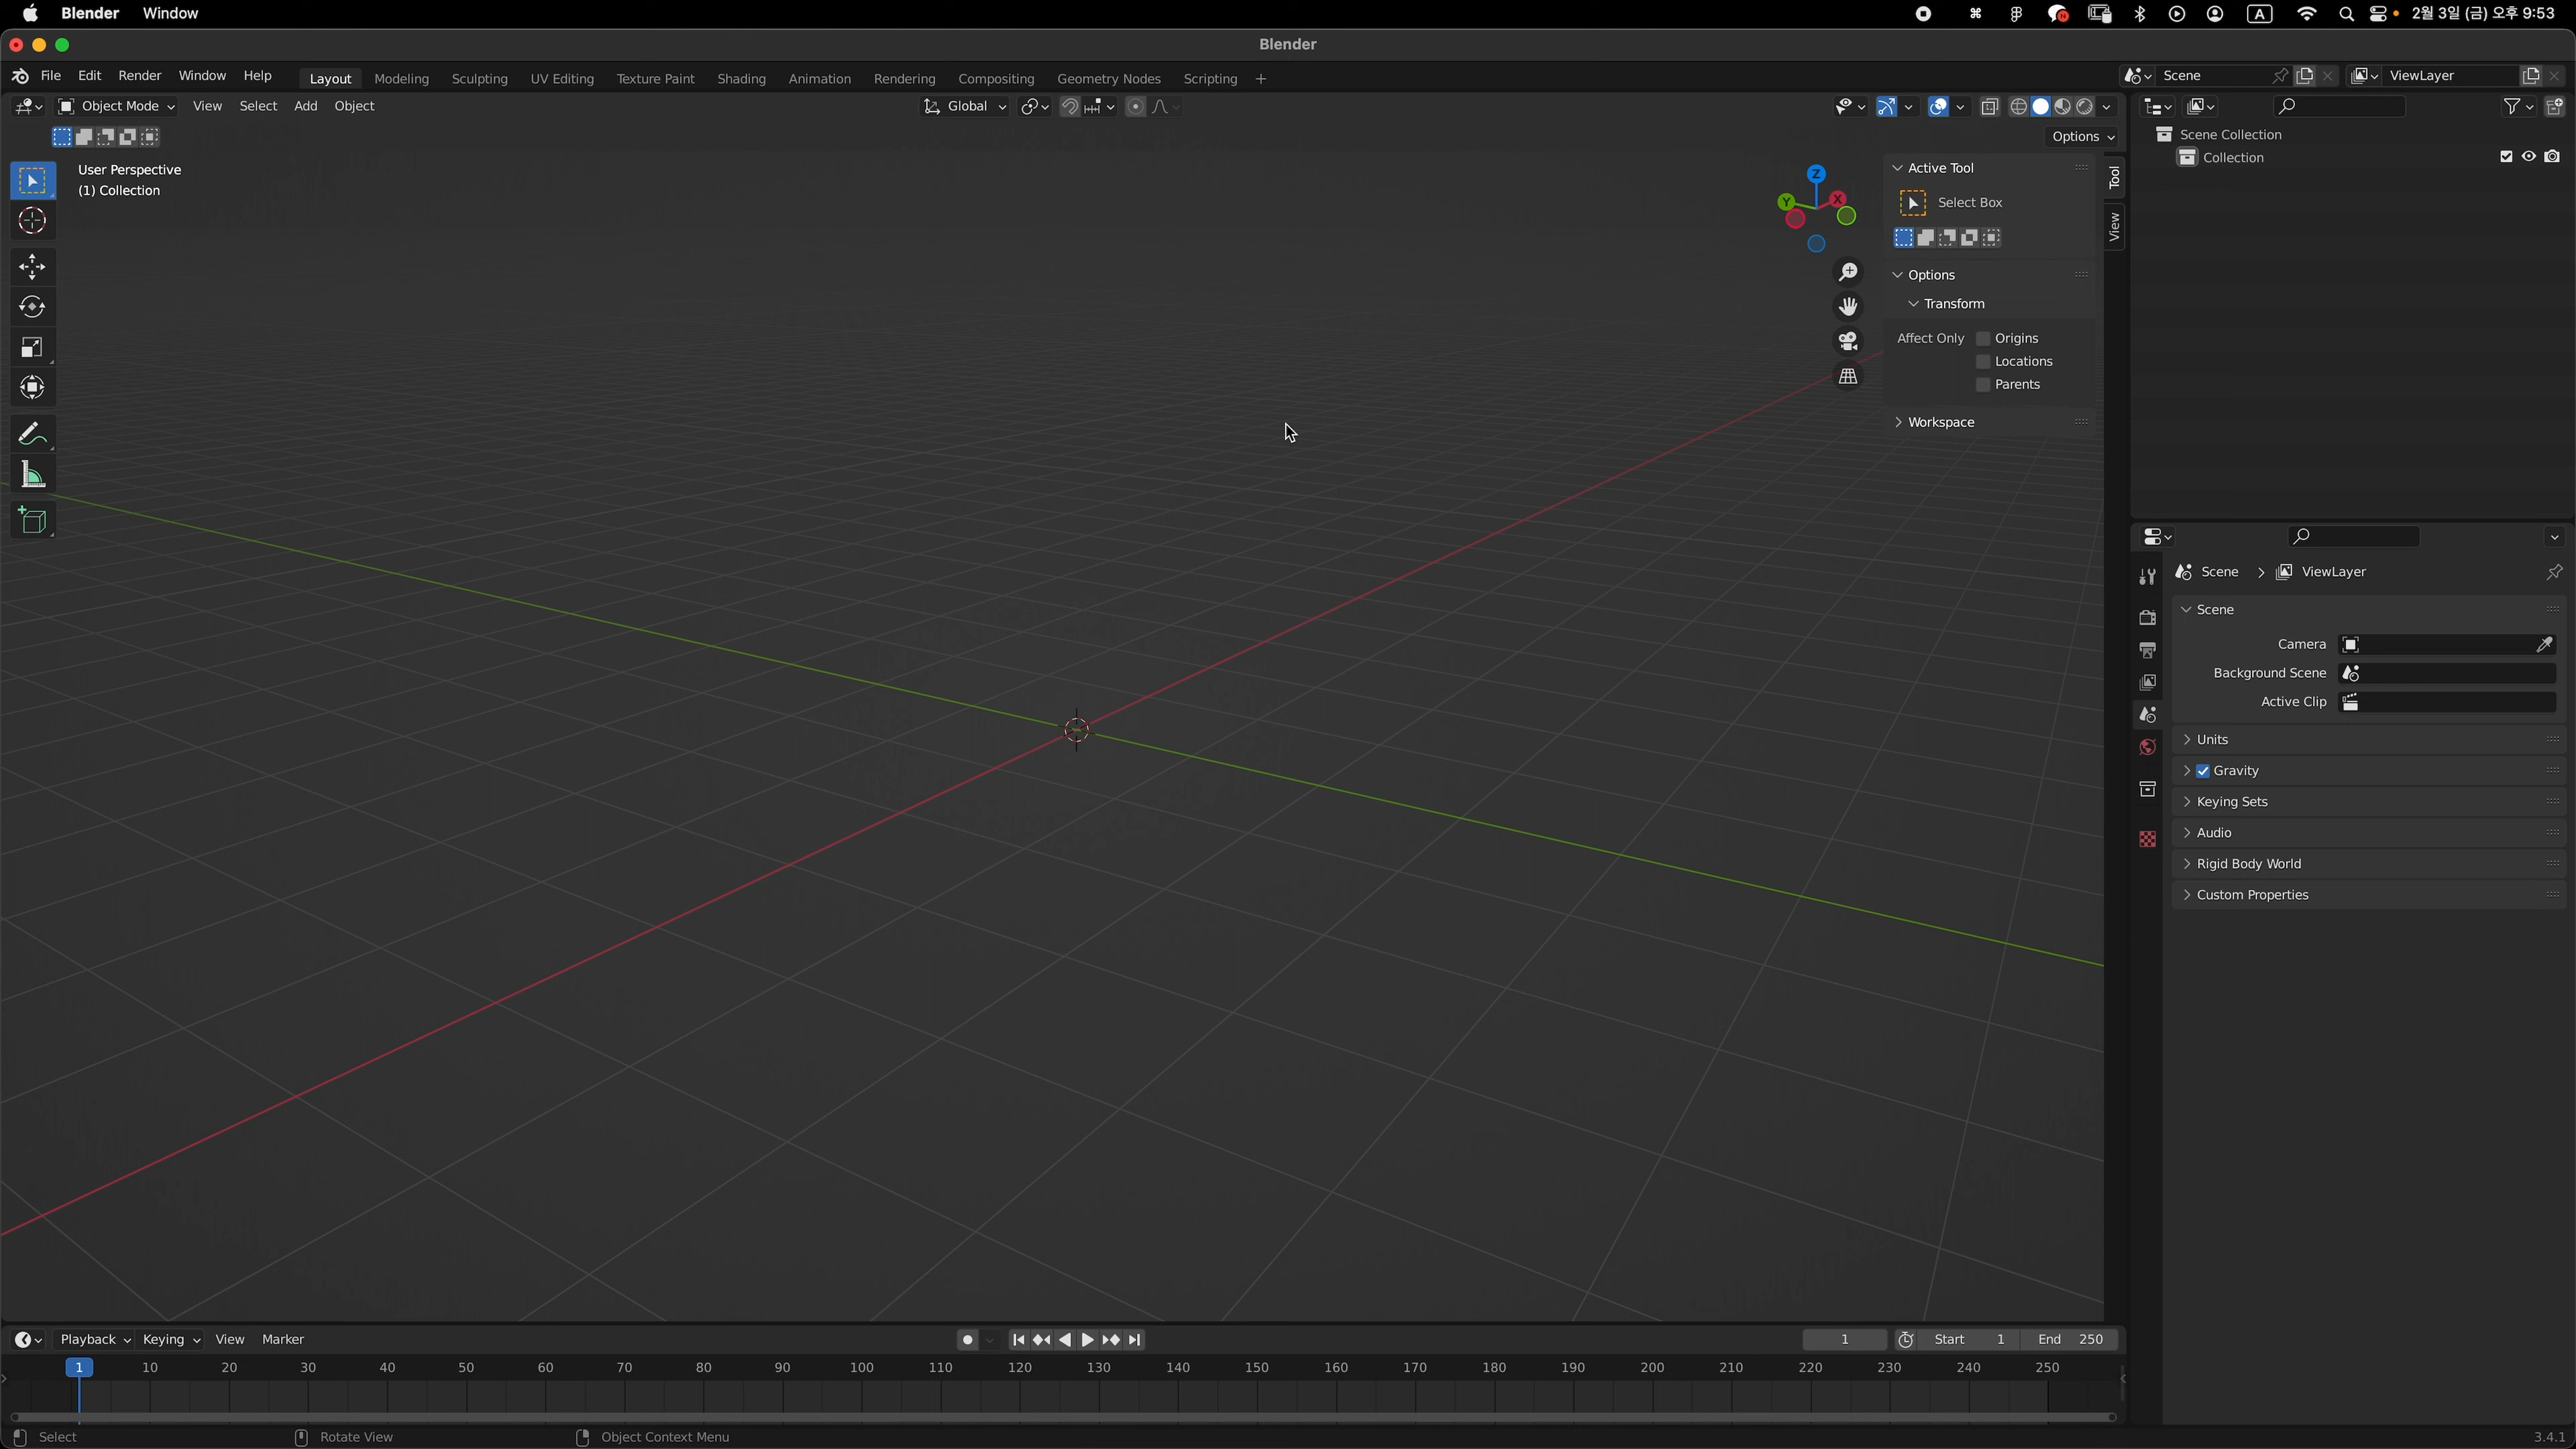 Blender Window
A 2월 3일 (금) 오후 9:53
Blender
File Edit Render Window Help Layout Modeling Sculpting UV Editing Texture Paint Shading Animation Rendering Compositing Geometry Nodes Scripting +
Scene ViewLayer
Object Mode View Select Add Object Global
Options
User Perspective
(1) Collection
Z
Y X
Active Tool
Select Box
Options
Transform
Affect Only Origins
Locations
Parents
Workspace
Tool
View
Scene Collection
Collection
Scene > ViewLayer
Scene
Camera
Background Scene
Active Clip
Units
Gravity
Keying Sets
Audio
Rigid Body World
Custom Properties
Playback Keying View Marker 1 Start 1 End 250
1 10 20 30 40 50 60 70 80 90 100 110 120 130 140 150 160 170 180 190 200 210 220 230 240 250
Select Rotate View Object Context Menu 3.4.1